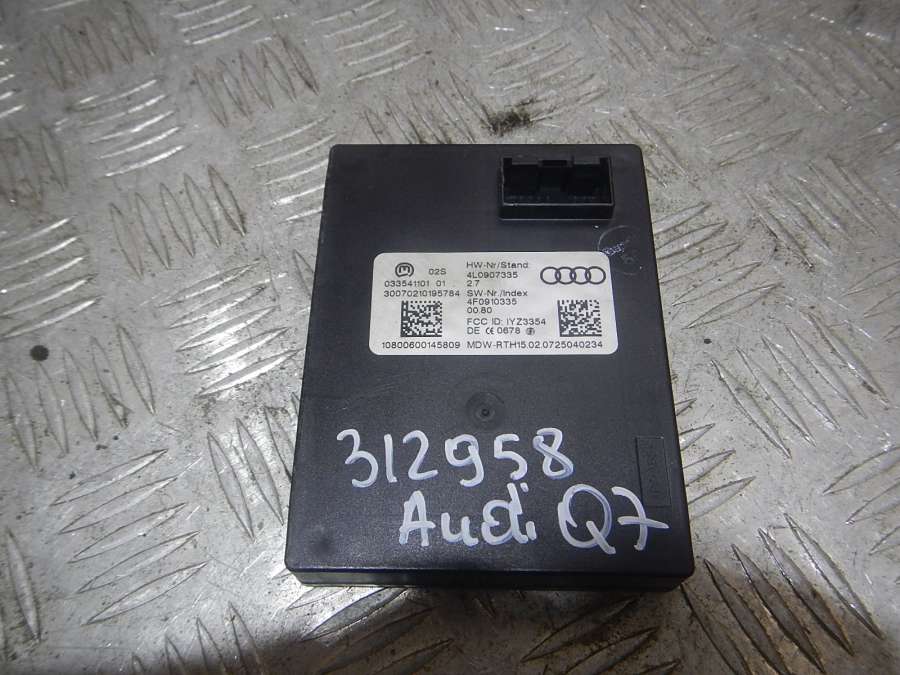 02S
033541101 01
30070210195784
10800600145809
HW-Nr/Stand:
4L0907335
2.7
SW-Nr./Index
4F0910335
00.80
FCC ID: IYZ3354
DE CE 0678
MDW-RTH15.02.0725040234
312958
Audi Q7